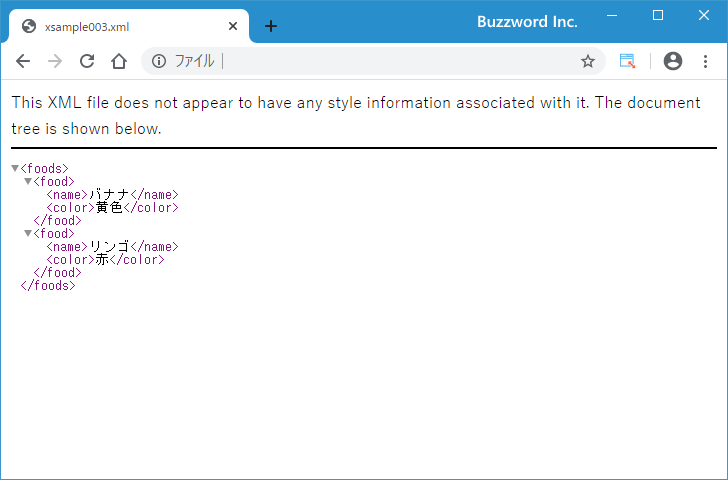 xsample003.xml
Buzzword Inc.
ファイル
This XML file does not appear to have any style information associated with it. The document
tree is shown below.
<foods>
<food>
<name>バナナ</name>
<color>黄色</color>
</food>
<food>
<name>リンゴ</name>
<color>赤</color>
</food>
</foods>